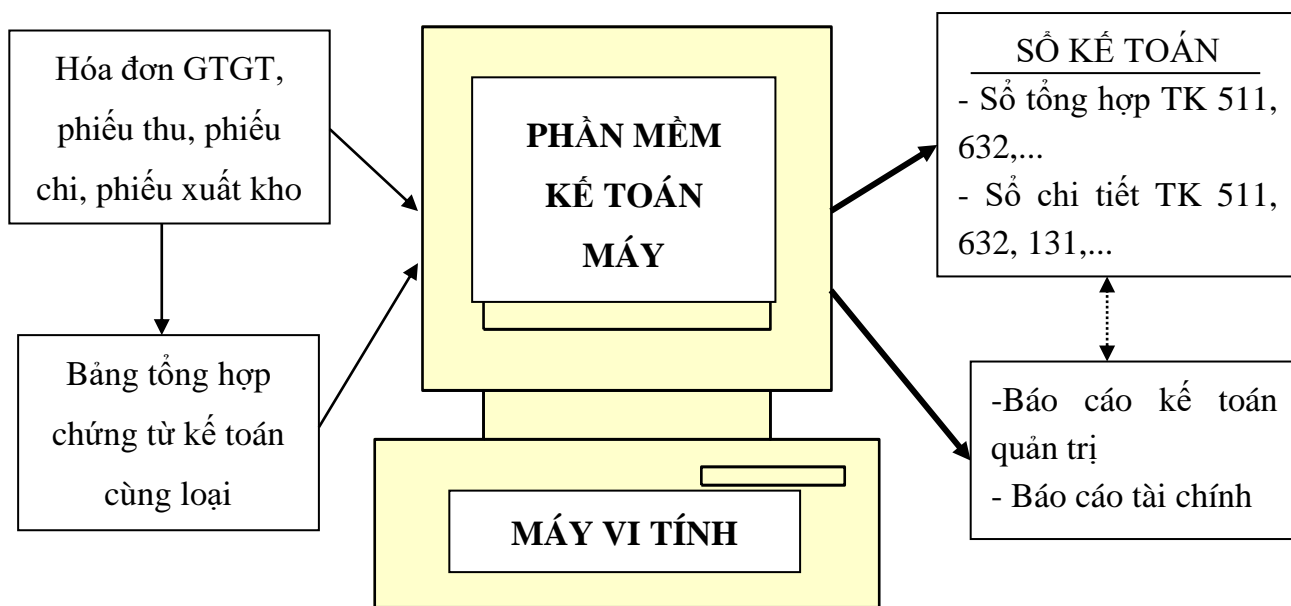 Hóa đơn GTGT,
phiếu thu, phiếu
chi, phiếu xuất kho
Bảng tổng hợp
chứng từ kế toán
cùng loại
PHẦN MỀM
KẾ TOÁN
MÁY
MÁY VI TÍNH
SỔ KẾ TOÁN
- Sổ tổng hợp TK 511,
632,...
- Sổ chi tiết TK 511,
632, 131,...
-Báo cáo kế toán
quản trị
- Báo cáo tài chính